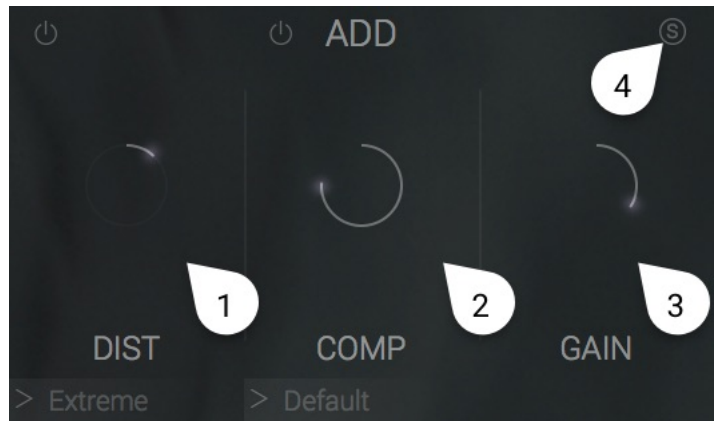 ADD
S
4
1
2
3
DIST
COMP
GAIN
> Extreme
> Default